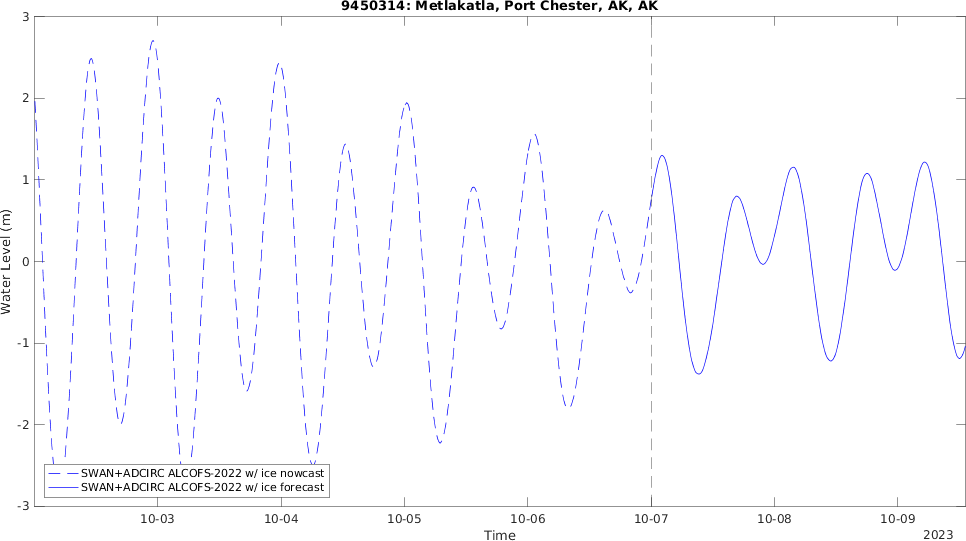 9450314: Metlakatla, Port Chester, AK, AK
3
2
1
0
-1
-2
-3
Water Level (m)
SWAN+ADCIRC ALCOFS-2022 w/ ice nowcast
SWAN+ADCIRC ALCOFS-2022 w/ ice forecast
10-03 10-04 10-05 10-06 10-07 10-08 10-09
Time
2023